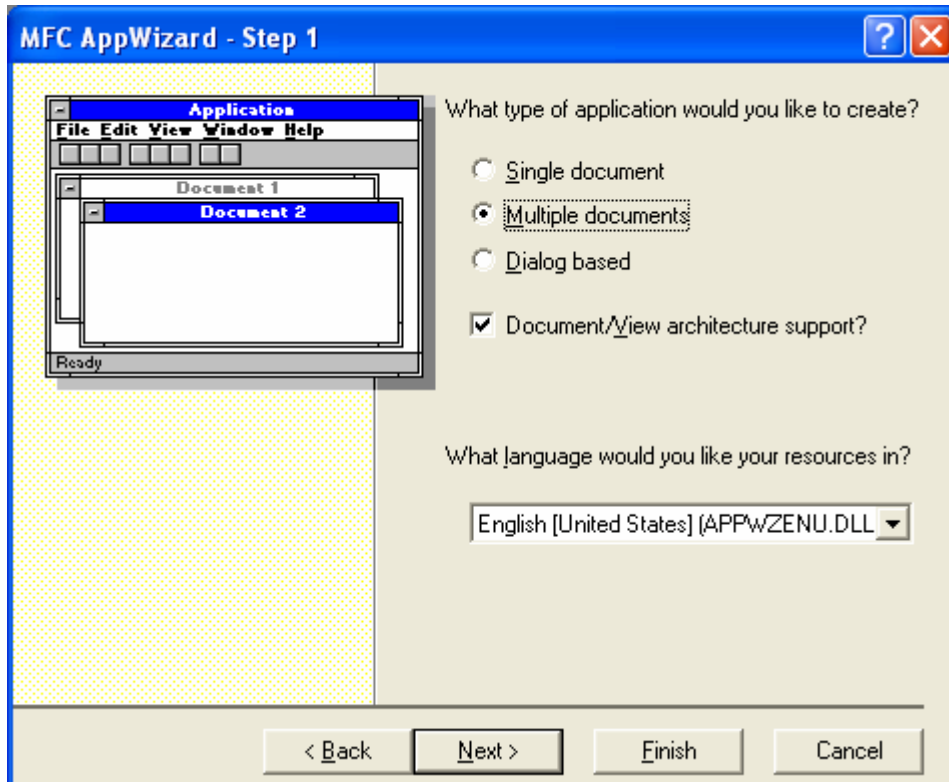 MFC AppWizard - Step 1
Application
File Edit View Window Help
Document 1
Document 2
Ready
What type of application would you like to create?
Single document
Multiple documents
Dialog based
Document/View architecture support?
What language would you like your resources in?
English [United States] (APPWZENU.DLL
< Back Next > Finish Cancel